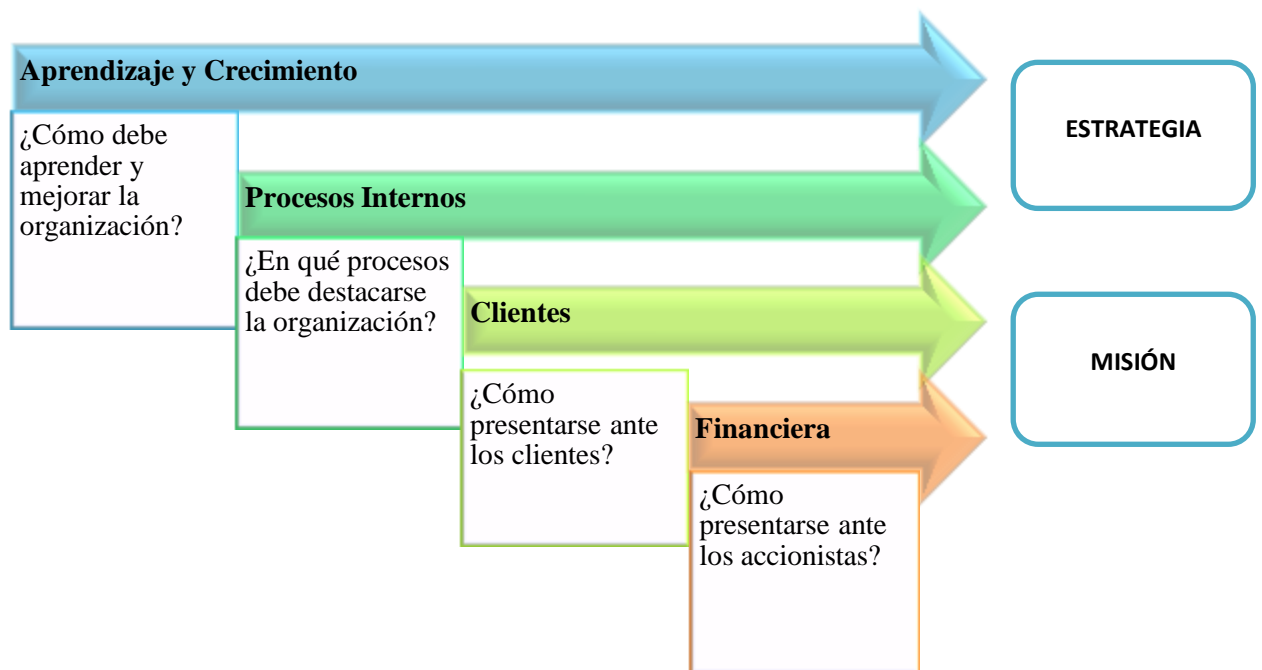 Aprendizaje y Crecimiento
¿Cómo debe
aprender y
mejorar la
organización?
Procesos Internos
¿En qué procesos
debe destacarse
la organización?
Clientes
¿Cómo
presentarse ante
los clientes?
Financiera
¿Cómo
presentarse ante
los accionistas?
ESTRATEGIA
MISIÓN